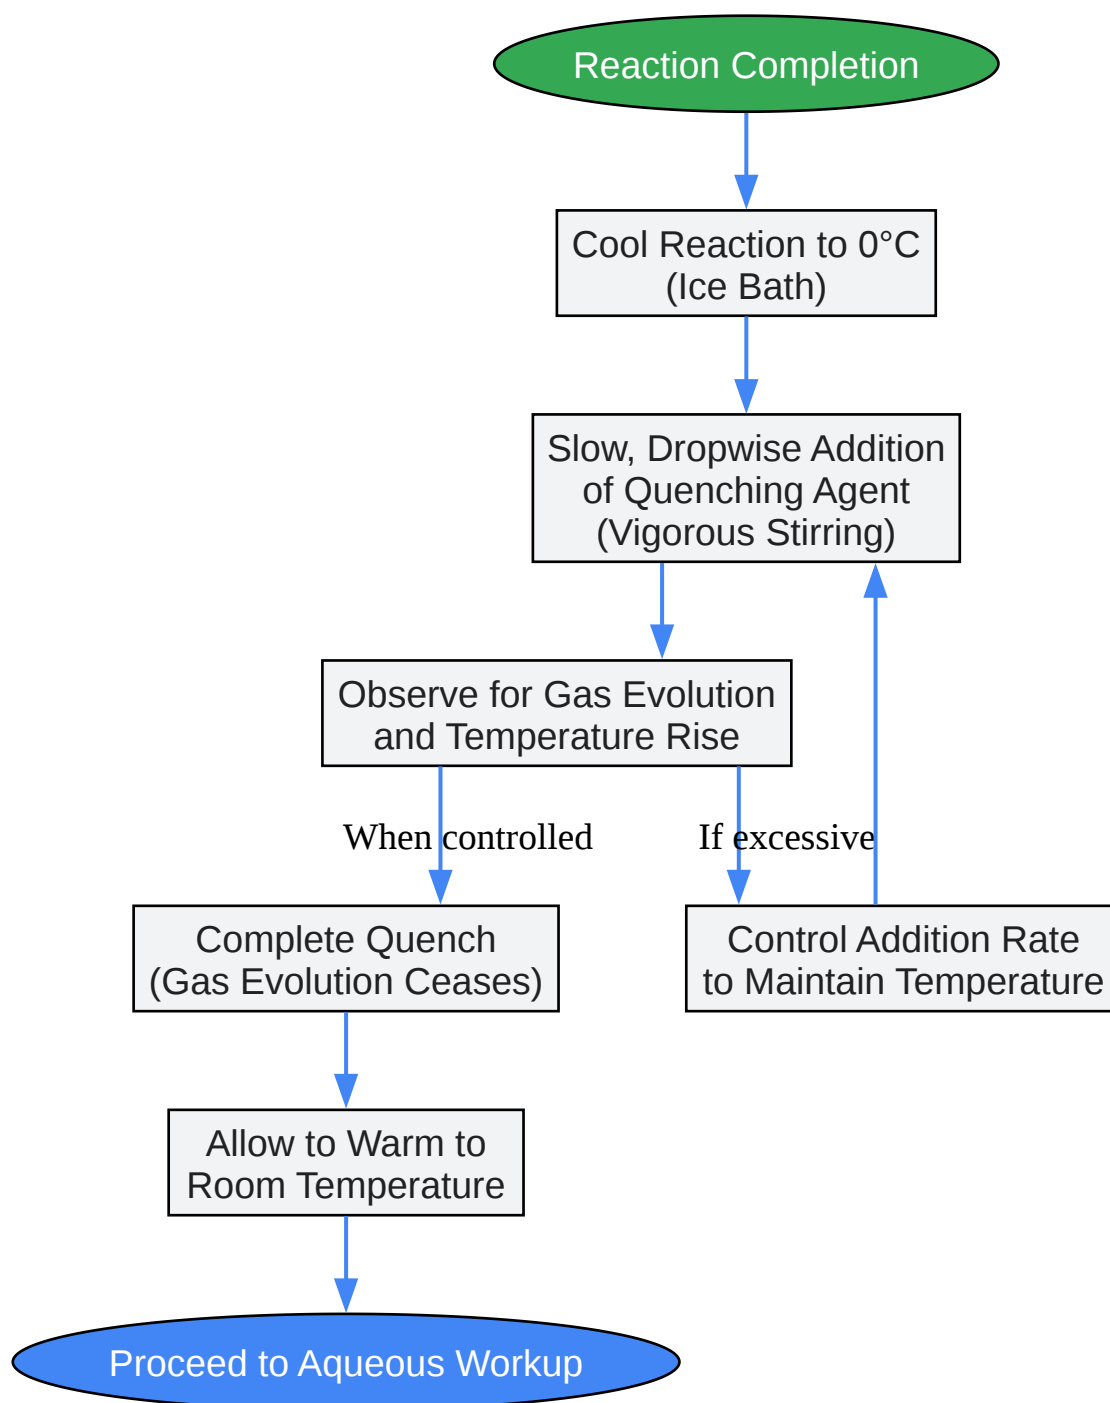 Reaction Completion
Cool Reaction to 0°C
(Ice Bath)
Slow, Dropwise Addition
of Quenching Agent
(Vigorous Stirring)
Observe for Gas Evolution
and Temperature Rise
When controlled
If excessive
Complete Quench
(Gas Evolution Ceases)
Control Addition Rate
to Maintain Temperature
Allow to Warm to
Room Temperature
Proceed to Aqueous Workup